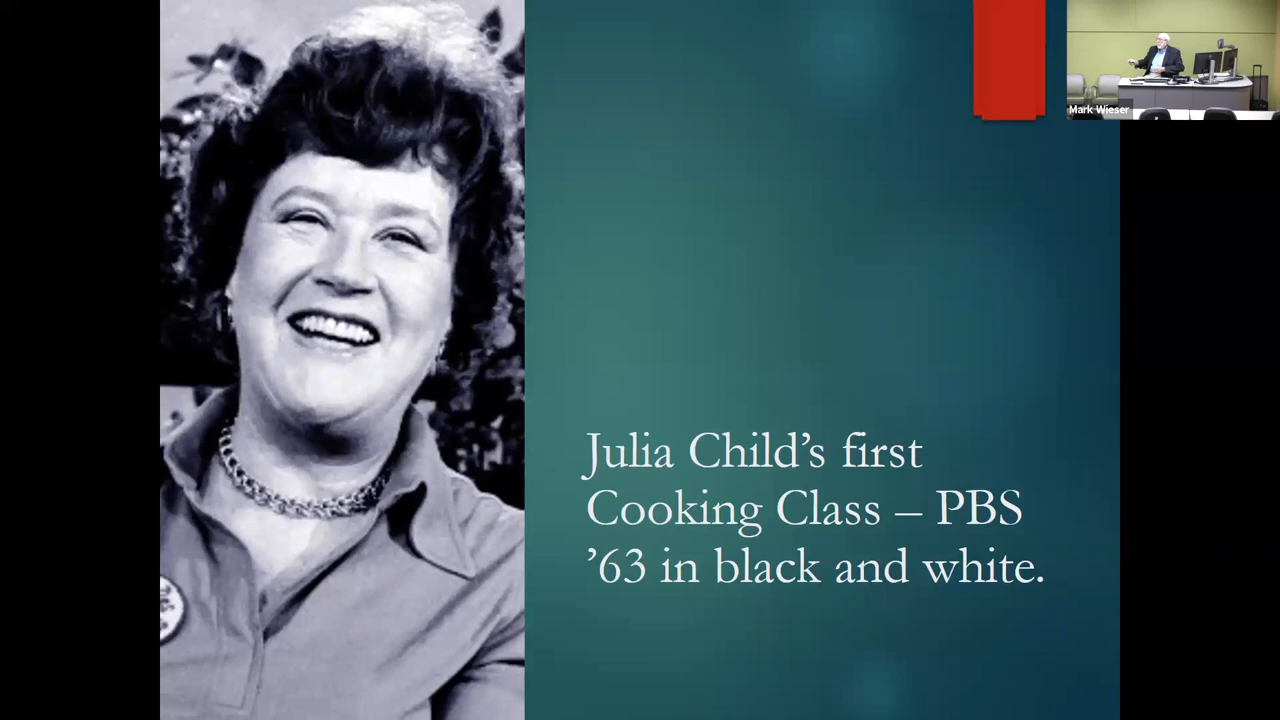 Mark Wieser
Julia Child’s first
Cooking Class – PBS
’63 in black and white.